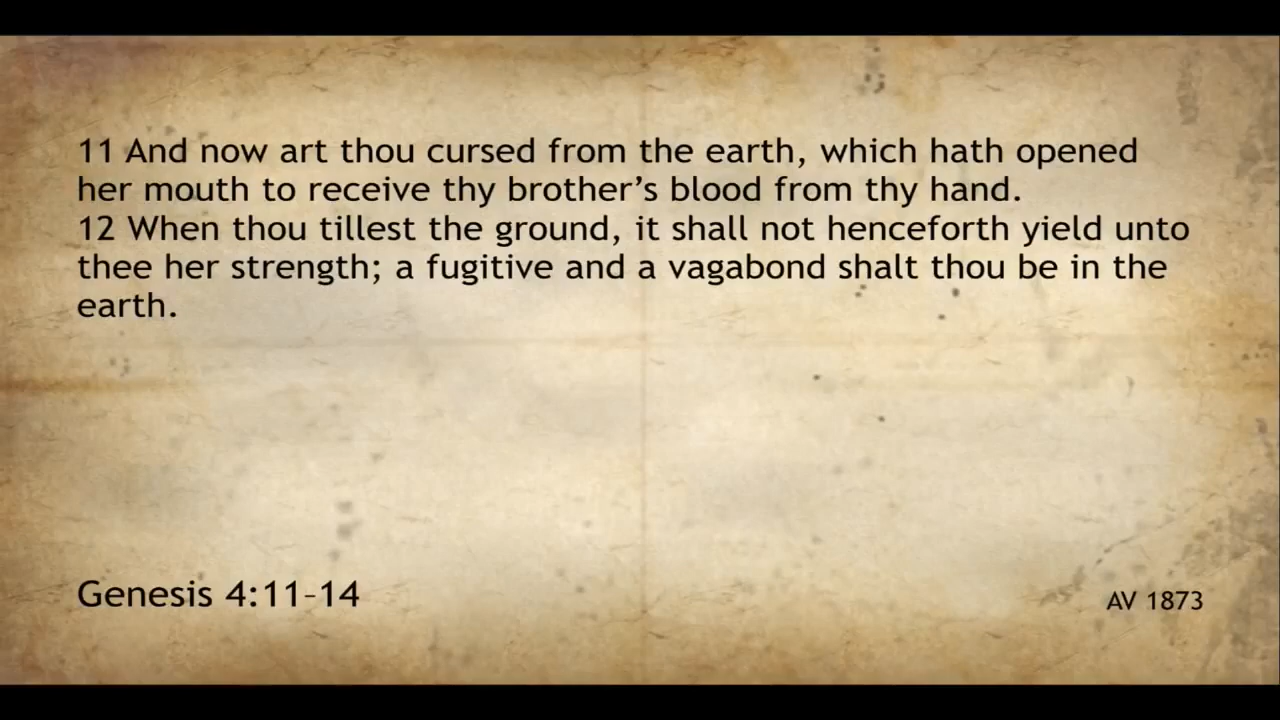 11 And now art thou cursed from the earth, which hath opened
her mouth to receive thy brother’s blood from thy hand.
12 When thou tillest the ground, it shall not henceforth yield unto
thee her strength; a fugitive and a vagabond shalt thou be in the
earth.
Genesis 4:11–14
AV 1873